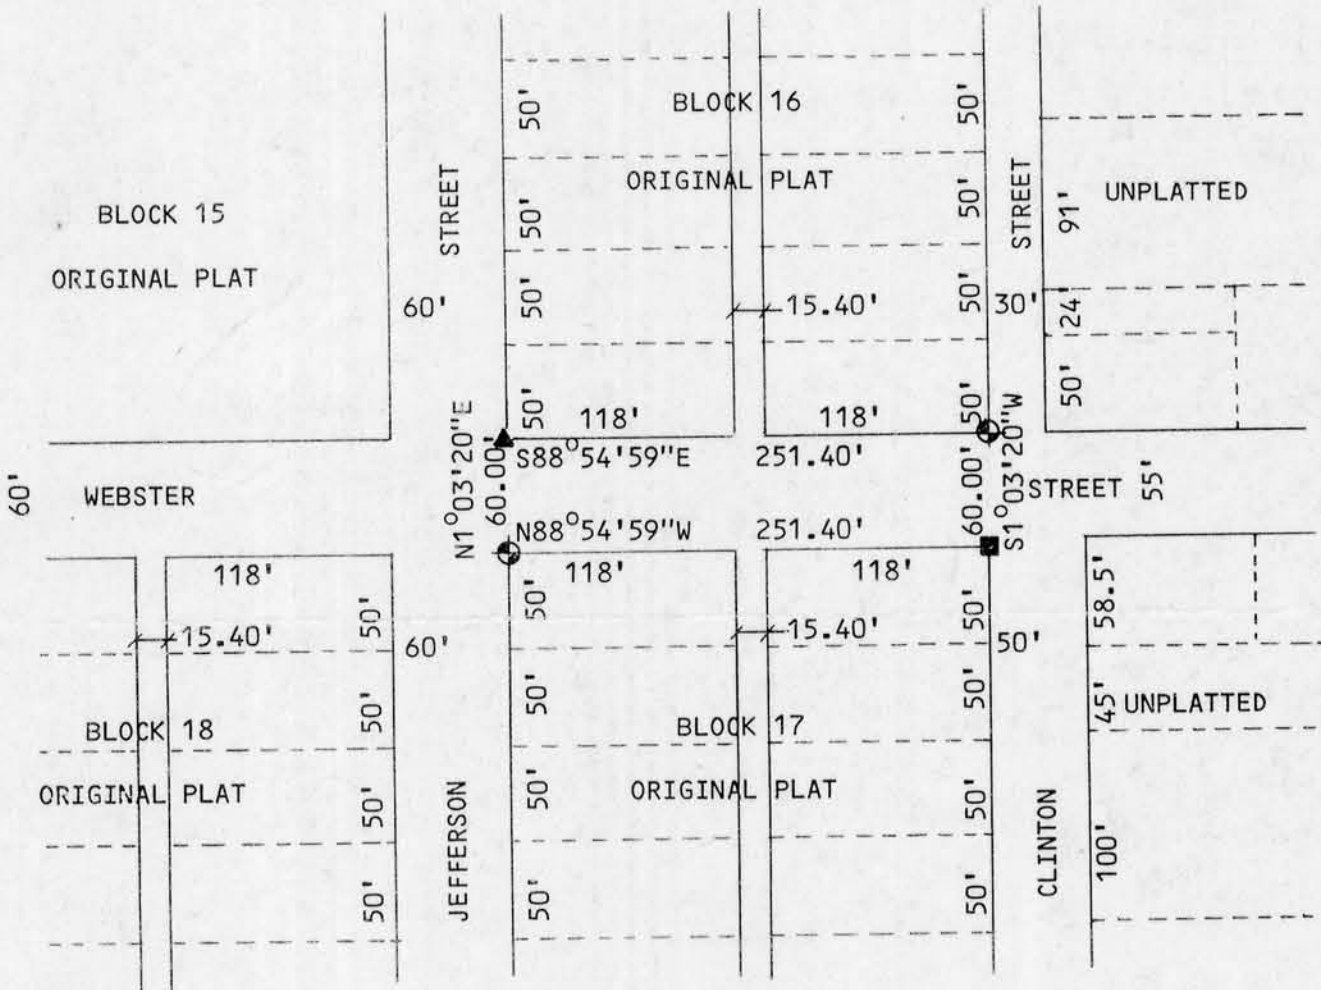 BLOCK 16
50'
50'
STREET
ORIGINAL PLAT
STREET
UNPLATTED
BLOCK 15
50'
50'
91'
ORIGINAL PLAT
60'
50'
15.40'
50'
30'
24'
50'
118'
118'
50'
50'
N1°03'20"E
60.00'
S88°54'59"E
251.40'
S1°03'20"W
60.00'
60'
WEBSTER
STREET
55'
N88°54'59"W
251.40'
118'
118'
118'
50'
50'
50'
58.5'
15.40'
60'
15.40'
50'
50'
50'
50'
45'
UNPLATTED
BLOCK 18
BLOCK 17
ORIGINAL PLAT
50'
JEFFERSON
50'
ORIGINAL PLAT
50'
CLINTON
100'
50'
50'
50'